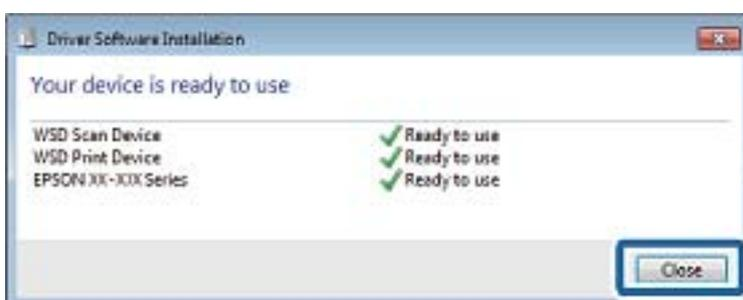 Driver Software Installation
Your device is ready to use
WSD Scan Device Ready to use
WSD Print Device Ready to use
EPSON XX-XXX Series Ready to use
Close